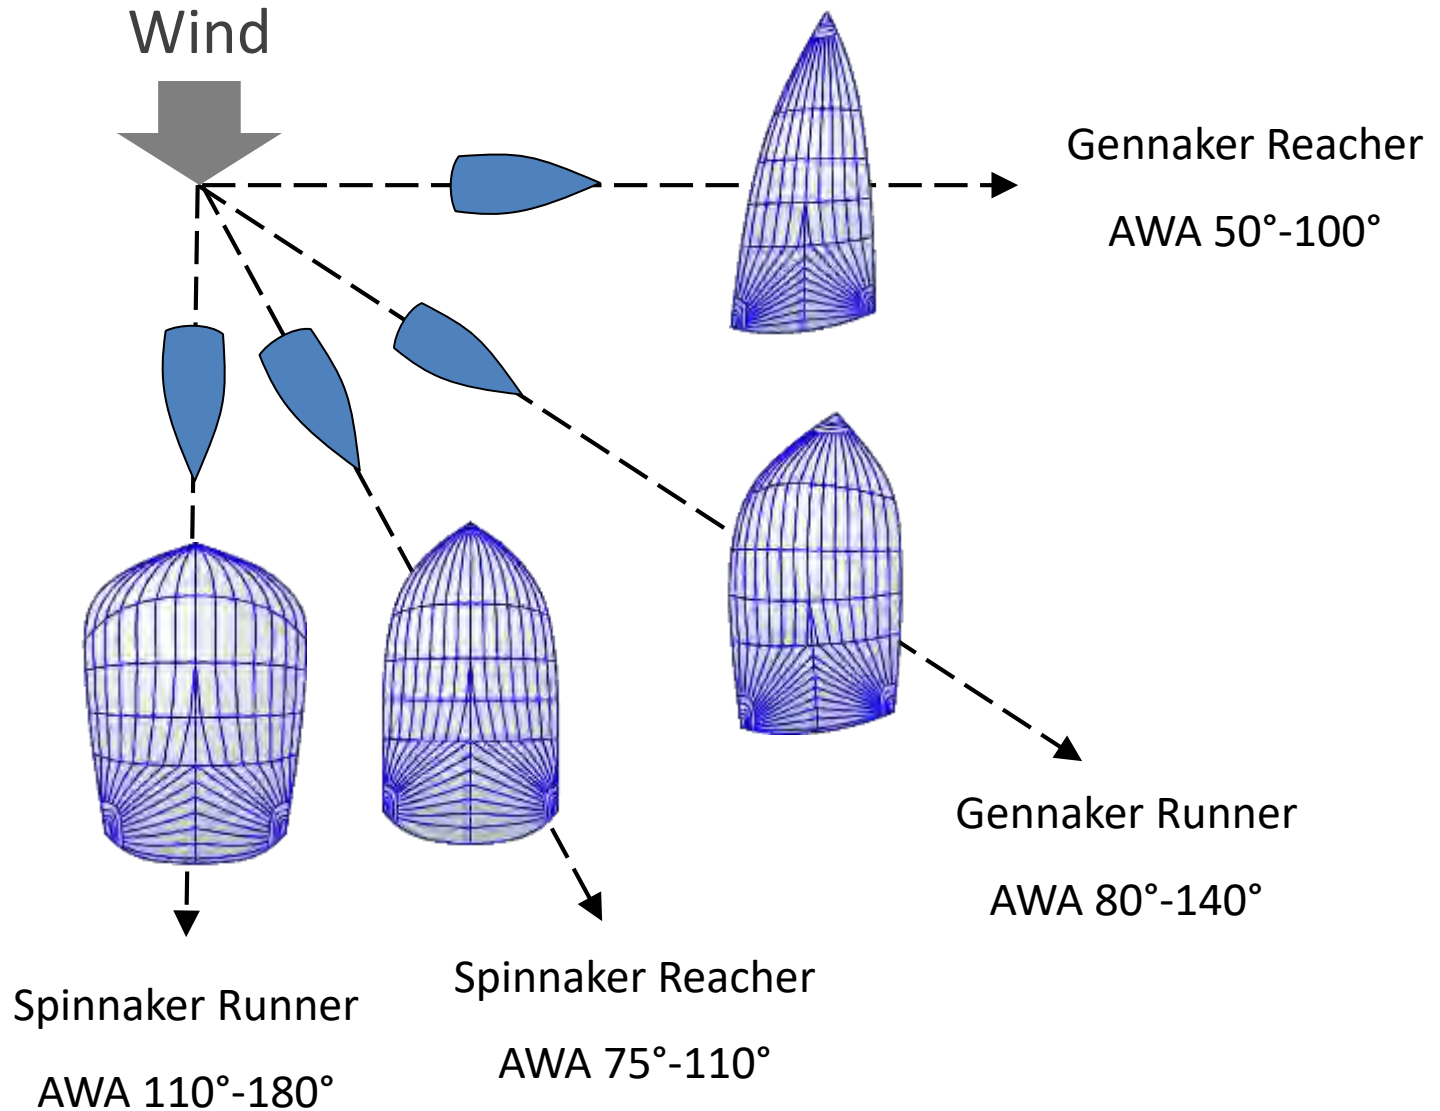 Wind
Gennaker Reacher
AWA 50°-100°
Gennaker Runner
AWA 80°-140°
Spinnaker Reacher
AWA 75°-110°
Spinnaker Runner
AWA 110°-180°